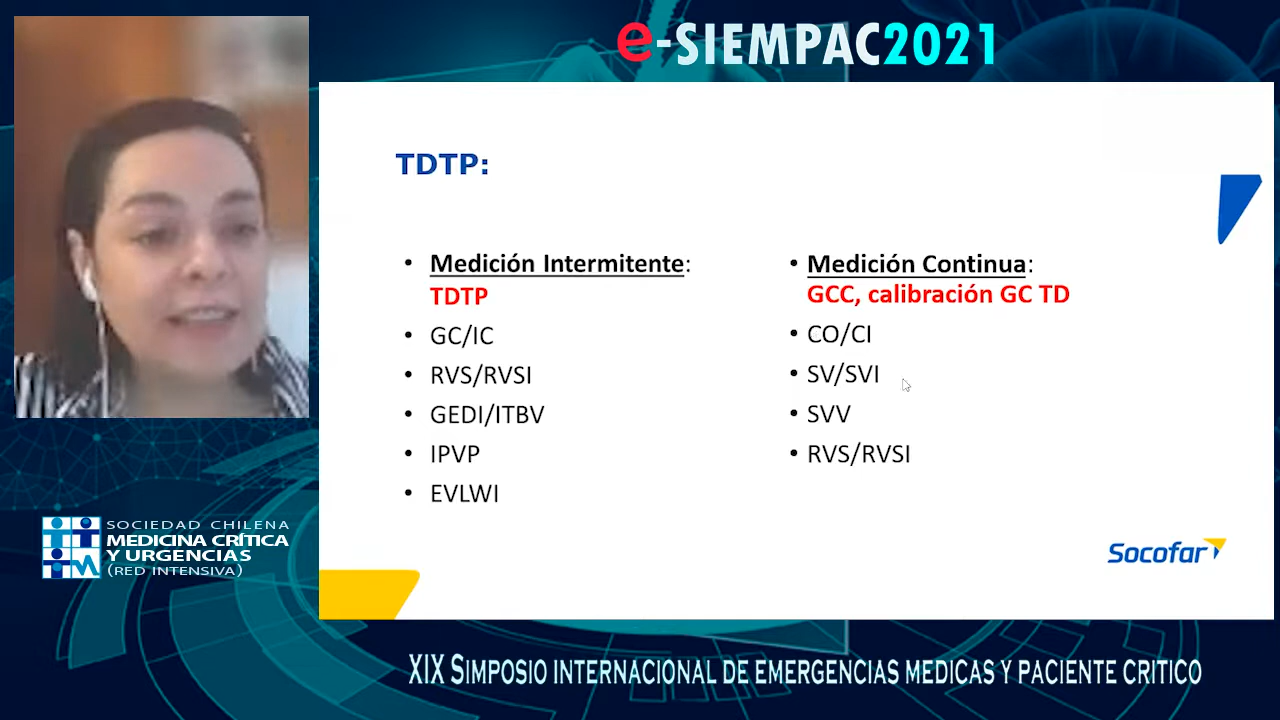 e-SIEMPAC2021
TDTP:
• Medición Intermitente:
TDTP
• GC/IC
• RVS/RVSI
• GEDI/ITBV
• IPVP
• EVLWI
• Medición Continua:
GCC, calibración GC TD
• CO/CI
• SV/SVI
• SVV
• RVS/RVSI
Socofar
SOCIEDAD CHILENA
MEDICINA CRÍTICA
Y URGENCIAS
(RED INTENSIVA)
XIX SIMPOSIO INTERNACIONAL DE EMERGENCIAS MEDICAS Y PACIENTE CRITICO